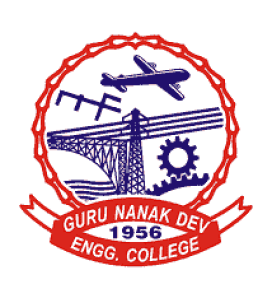 GURU NANAK DEV
1956
ENGG. COLLEGE